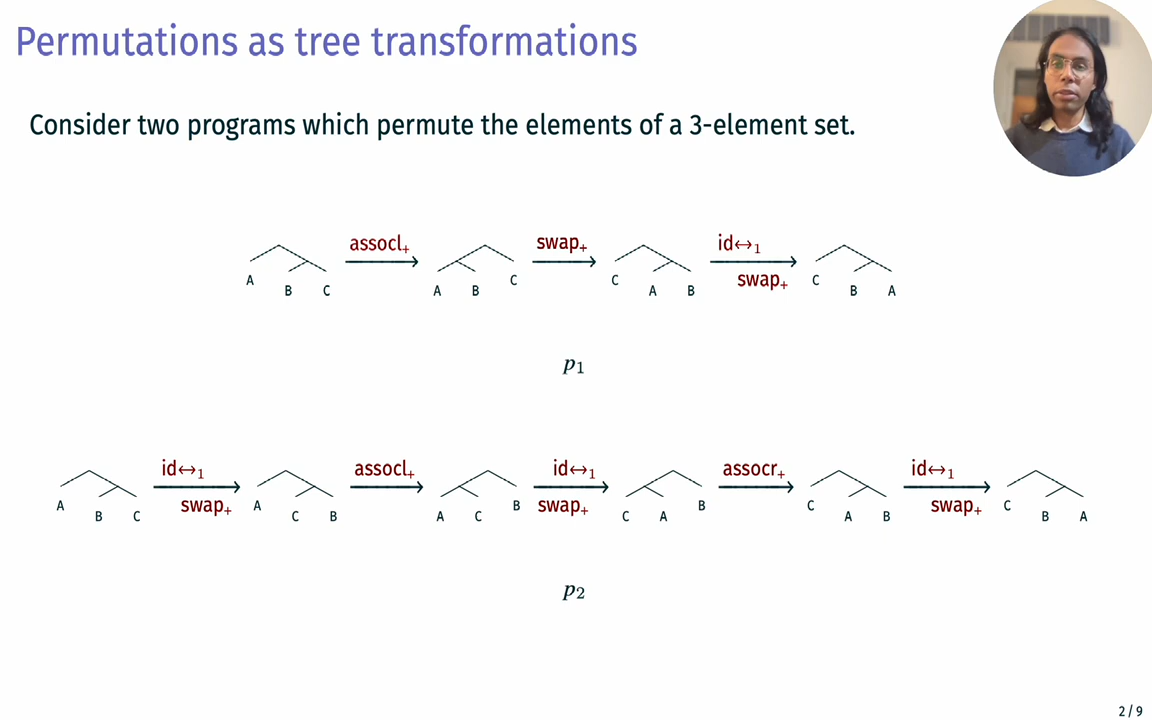 Permutations as tree transformations
Consider two programs which permute the elements of a 3-element set.
assocl₊ swap₊ id↔₁
swap₊
A B C A B C C A B C B A
p₁
id↔₁ assocl₊ id↔₁ assocr₊ id↔₁
swap₊ swap₊ swap₊
A B C A C B A C B C A B C A B C B A
p₂
2 / 9